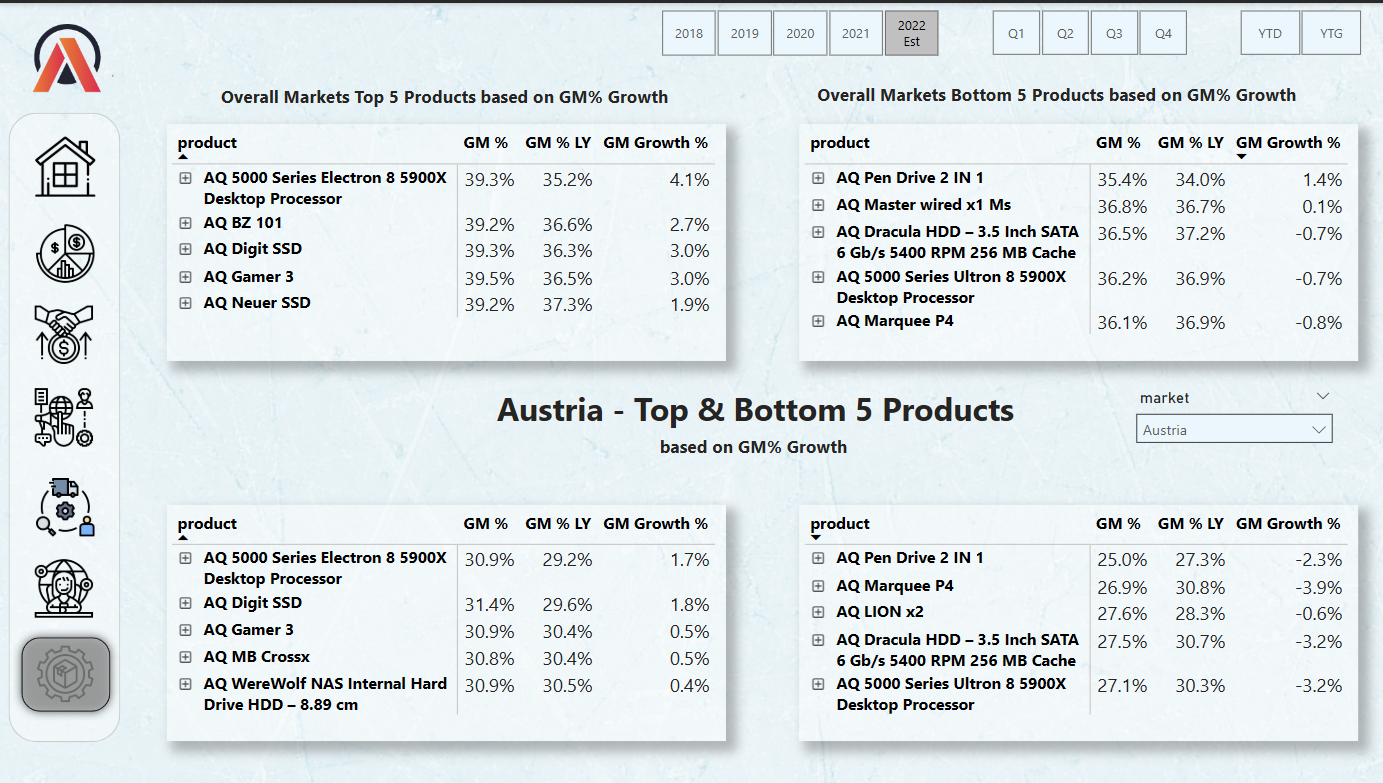 2018 2019 2020 2021 2022
Est
Q1 Q2 Q3 Q4
YTD YTG
Overall Markets Top 5 Products based on GM% Growth
product GM % GM % LY GM Growth %
AQ 5000 Series Electron 8 5900X
Desktop Processor 39.3% 35.2% 4.1%
AQ BZ 101 39.2% 36.6% 2.7%
AQ Digit SSD 39.3% 36.3% 3.0%
AQ Gamer 3 39.5% 36.5% 3.0%
AQ Neuer SSD 39.2% 37.3% 1.9%
Overall Markets Bottom 5 Products based on GM% Growth
product GM % GM % LY GM Growth %
AQ Pen Drive 2 IN 1 35.4% 34.0% 1.4%
AQ Master wired x1 Ms 36.8% 36.7% 0.1%
AQ Dracula HDD – 3.5 Inch SATA
6 Gb/s 5400 RPM 256 MB Cache 36.5% 37.2% -0.7%
AQ 5000 Series Ultron 8 5900X
Desktop Processor 36.2% 36.9% -0.7%
AQ Marquee P4 36.1% 36.9% -0.8%
Austria - Top & Bottom 5 Products
based on GM% Growth
market
Austria
product GM % GM % LY GM Growth %
AQ 5000 Series Electron 8 5900X
Desktop Processor 30.9% 29.2% 1.7%
AQ Digit SSD 31.4% 29.6% 1.8%
AQ Gamer 3 30.9% 30.4% 0.5%
AQ MB Crossx 30.8% 30.4% 0.5%
AQ WereWolf NAS Internal Hard
Drive HDD – 8.89 cm 30.9% 30.5% 0.4%
product GM % GM % LY GM Growth %
AQ Pen Drive 2 IN 1 25.0% 27.3% -2.3%
AQ Marquee P4 26.9% 30.8% -3.9%
AQ LION x2 27.6% 28.3% -0.6%
AQ Dracula HDD – 3.5 Inch SATA
6 Gb/s 5400 RPM 256 MB Cache 27.5% 30.7% -3.2%
AQ 5000 Series Ultron 8 5900X
Desktop Processor 27.1% 30.3% -3.2%